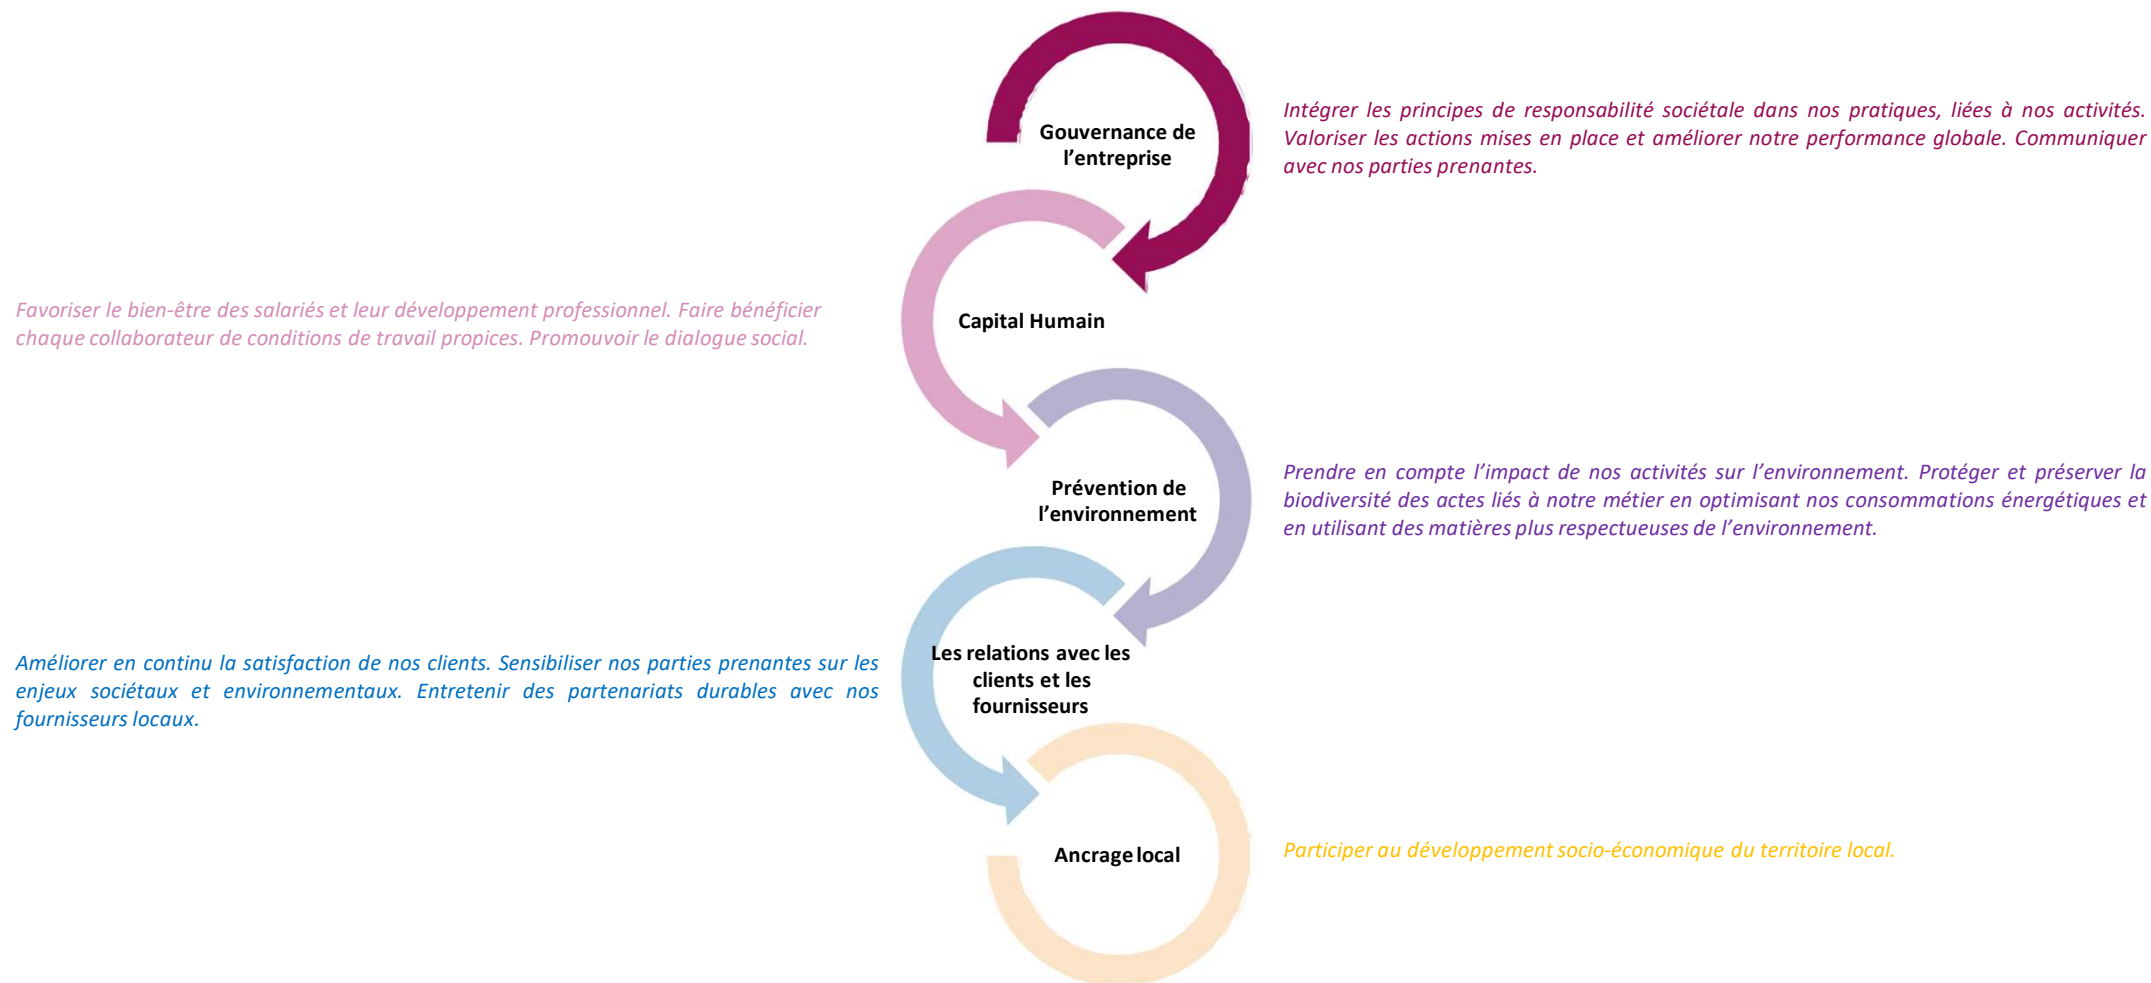 Gouvernance de
l’entreprise
Intégrer les principes de responsabilité sociétale dans nos pratiques, liées à nos activités.
Valoriser les actions mises en place et améliorer notre performance globale. Communiquer
avec nos parties prenantes.
Favoriser le bien-être des salariés et leur développement professionnel. Faire bénéficier
chaque collaborateur de conditions de travail propices. Promouvoir le dialogue social.
Capital Humain
Prévention de
l’environnement
Prendre en compte l’impact de nos activités sur l’environnement. Protéger et préserver la
biodiversité des actes liés à notre métier en optimisant nos consommations énergétiques et
en utilisant des matières plus respectueuses de l’environnement.
Améliorer en continu la satisfaction de nos clients. Sensibiliser nos parties prenantes sur les
enjeux sociétaux et environnementaux. Entretenir des partenariats durables avec nos
fournisseurs locaux.
Les relations avec les
clients et les
fournisseurs
Ancrage local
Participer au développement socio-économique du territoire local.